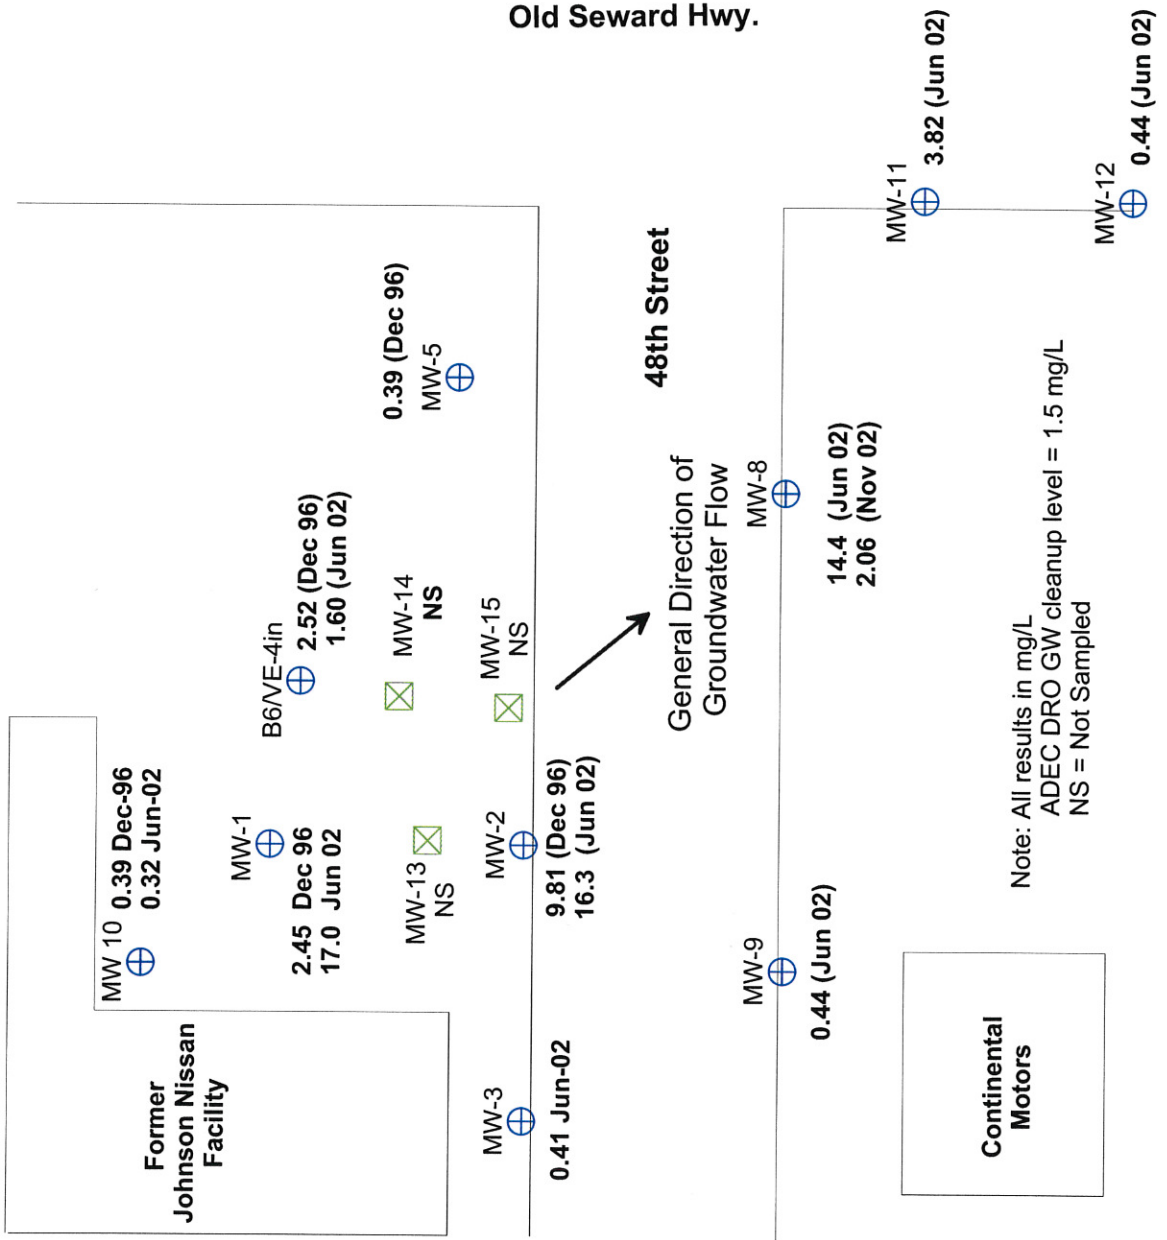 Old Seward Hwy.
Former
Johnson Nissan
Facility
MW 10
0.39 Dec-96
0.32 Jun-02
MW-1
2.45 Dec 96
17.0 Jun 02
B6/VE-4in
2.52 (Dec 96)
1.60 (Jun 02)
MW-14
NS
MW-13
NS
MW-15
NS
0.39 (Dec 96)
MW-5
MW-3
0.41 Jun-02
MW-2
9.81 (Dec 96)
16.3 (Jun 02)
48th Street
General Direction of
Groundwater Flow
MW-9
0.44 (Jun 02)
MW-8
14.4 (Jun 02)
2.06 (Nov 02)
MW-11
3.82 (Jun 02)
MW-12
0.44 (Jun 02)
Continental
Motors
Note: All results in mg/L
ADEC DRO GW cleanup level = 1.5 mg/L
NS = Not Sampled